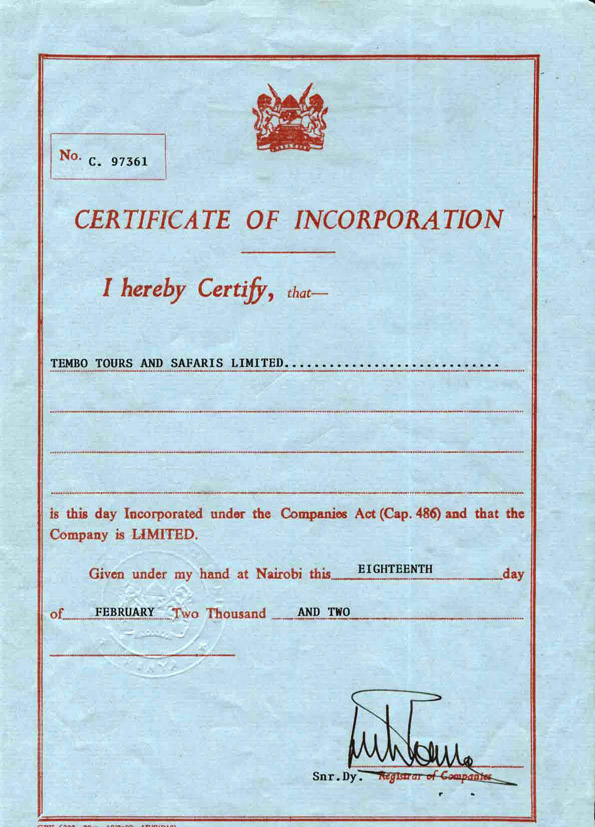 No. C. 97361
CERTIFICATE OF INCORPORATION
I hereby Certify, that—
TEMBO TOURS AND SAFARIS LIMITED.............................
is this day Incorporated under the Companies Act (Cap. 486) and that the
Company is LIMITED.
Given under my hand at Nairobi this EIGHTEENTH day
of FEBRUARY Two Thousand AND TWO
Snr.Dy. Registrar of Companies